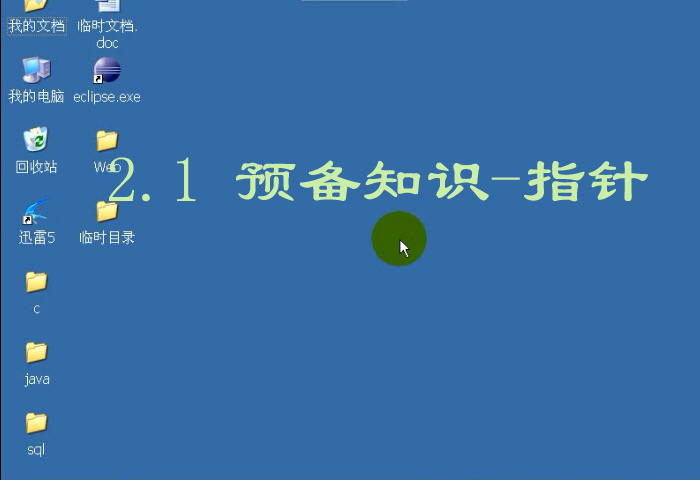 我的文档
临时文档.
doc
我的电脑
eclipse.exe
回收站
Web
2.1 预备知识-指针
迅雷5
临时目录
c
java
sql